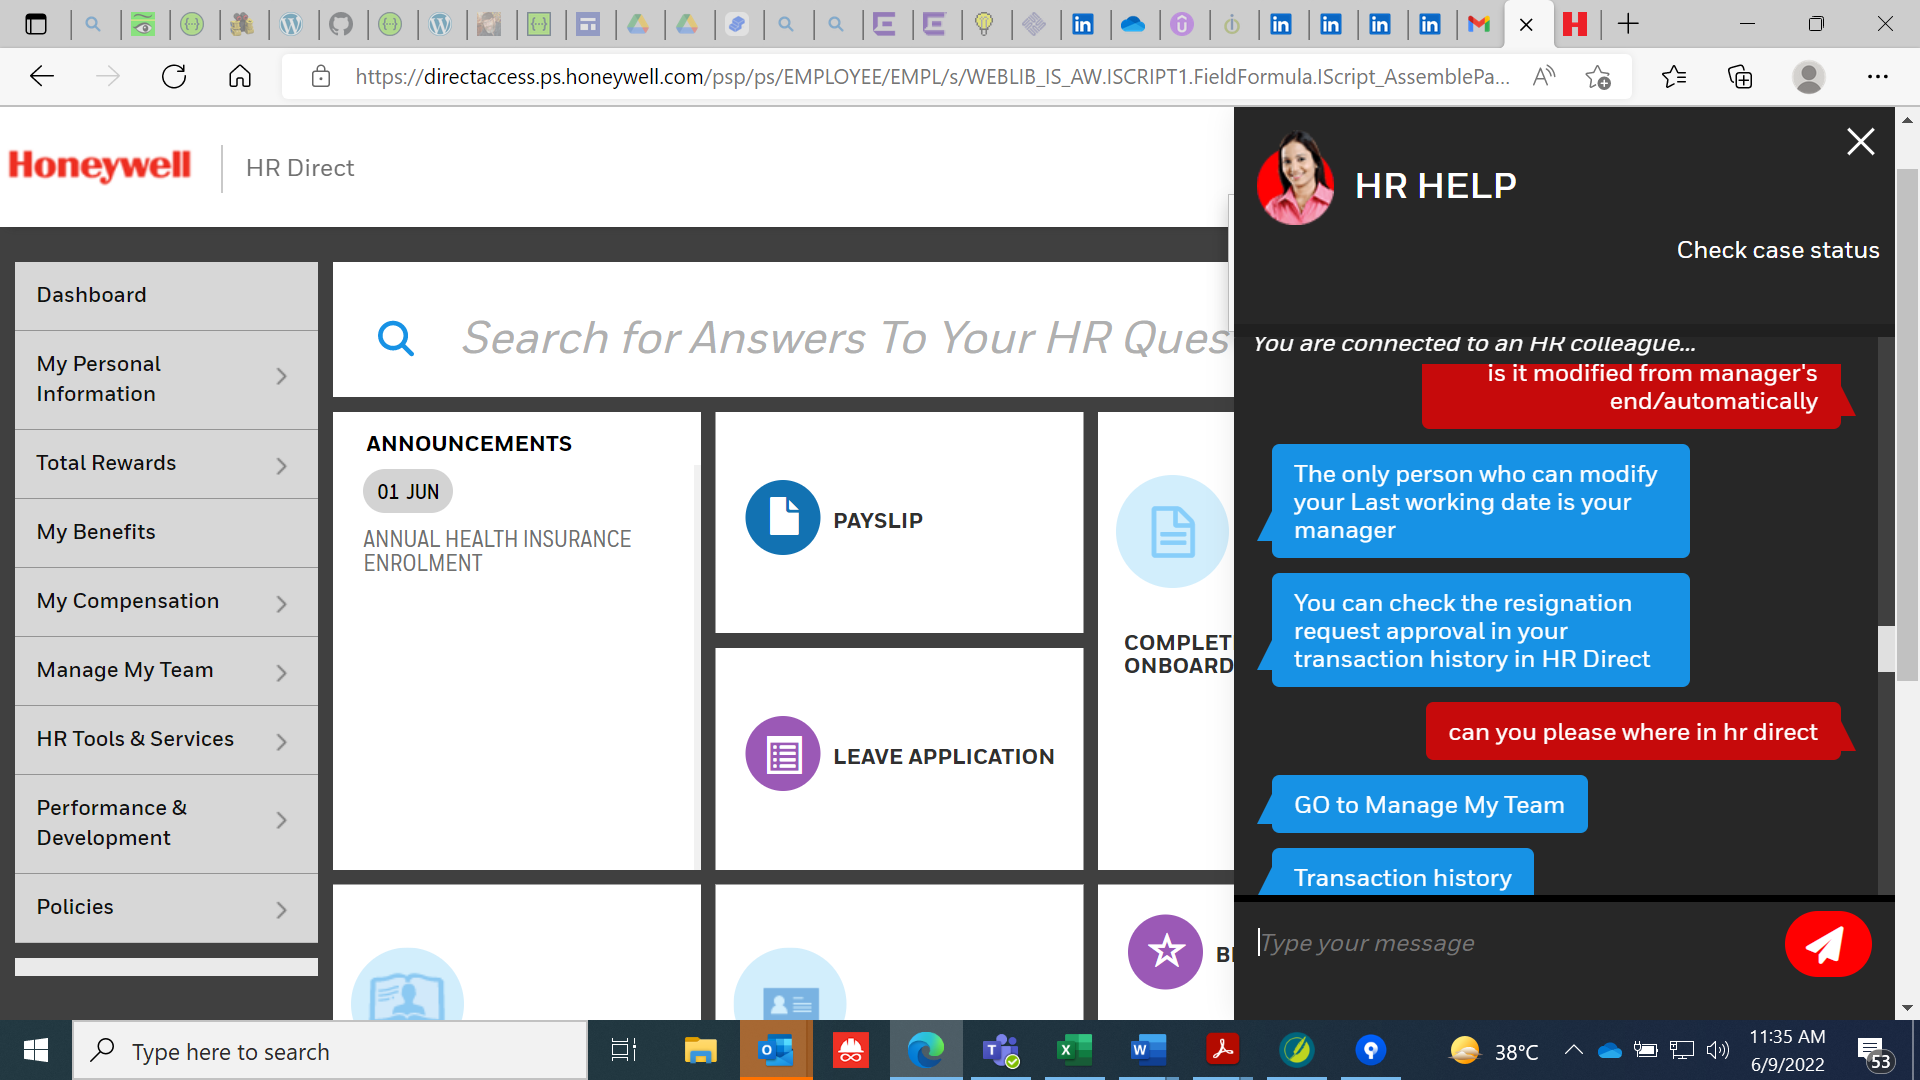 https://directaccess.ps.honeywell.com/psp/ps/EMPLOYEE/EMPL/s/WEBLIB_IS_AW.ISCRIPT1.FieldFormula.IScript_AssemblePa...
Honeywell
HR Direct
HR HELP
Check case status
Dashboard
My Personal
Information
Total Rewards
My Benefits
My Compensation
Manage My Team
HR Tools & Services
Performance &
Development
Policies
Search for Answers To Your HR Ques
ANNOUNCEMENTS
01 JUN
ANNUAL HEALTH INSURANCE
ENROLMENT
PAYSLIP
LEAVE APPLICATION
COMPLET
ONBOARD
You are connected to an HR colleague...
is it modified from manager's
end/automatically
The only person who can modify
your Last working date is your
manager
You can check the resignation
request approval in your
transaction history in HR Direct
can you please where in hr direct
GO to Manage My Team
Transaction history
Type your message
Type here to search
38°C
11:35 AM
6/9/2022
53